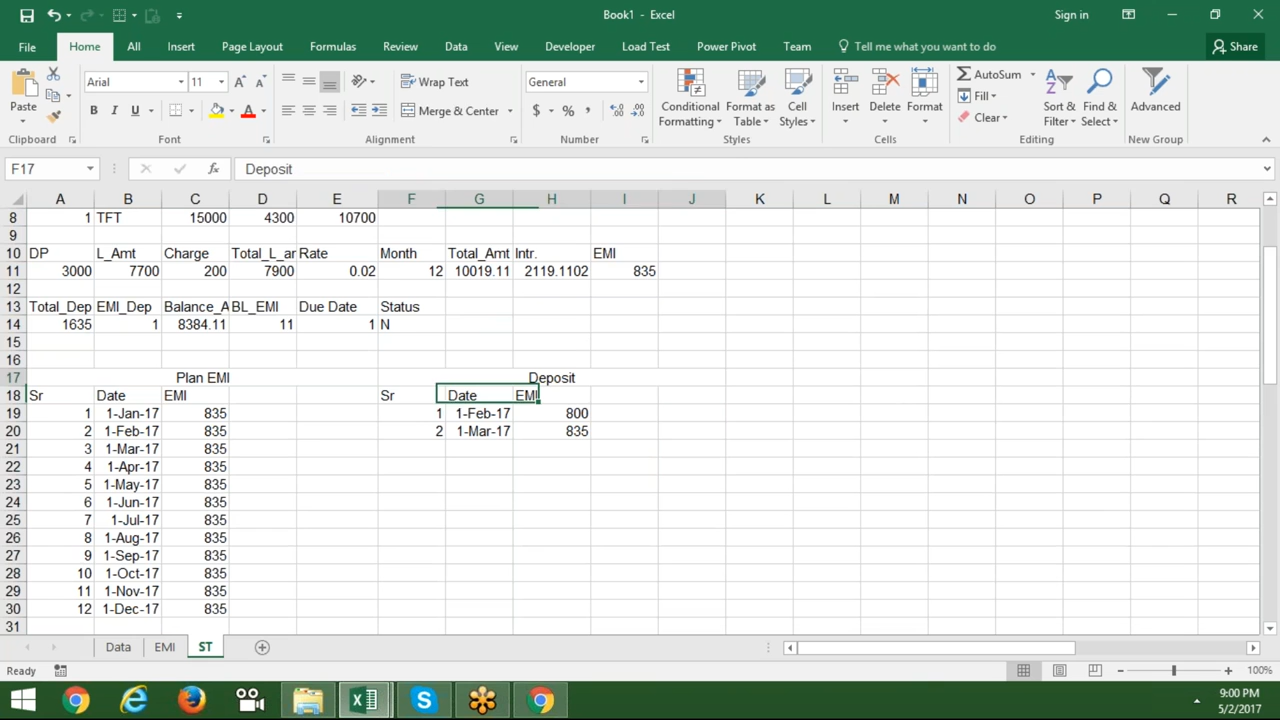 Book1 - Excel
Sign in
File Home All Insert Page Layout Formulas Data Review View Developer Load Test Power Pivot Team Tell me what you want to do Share
Paste
Clipboard
Arial 11
B I U
Font
Wrap Text
Merge & Center
Alignment
General
$ % ,
Number
Conditional Formatting
Format as Table
Cell Styles
Styles
Insert Delete Format
Cells
AutoSum
Fill
Clear
Sort & Filter
Find & Select
Editing
Advanced
New Group
F17 fx Deposit
A B C D E F G H I J K L M N O P Q R
8 1 TFT 15000 4300 10700
9
10 DP L_Amt Charge Total_L_ar Rate Month Total_Amt Intr. EMI
11 3000 7700 200 7900 0.02 12 10019.11 2119.1102 835
12
13 Total_Dep EMI_Dep Balance_A BL_EMI Due Date Status
14 1635 1 8384.11 11 1 N
15
16
17 Plan EMI Deposit
18 Sr Date EMI Sr Date EMI
19 1 1-Jan-17 835 1 1-Feb-17 800
20 2 1-Feb-17 835 2 1-Mar-17 835
21 3 1-Mar-17 835
22 4 1-Apr-17 835
23 5 1-May-17 835
24 6 1-Jun-17 835
25 7 1-Jul-17 835
26 8 1-Aug-17 835
27 9 1-Sep-17 835
28 10 1-Oct-17 835
29 11 1-Nov-17 835
30 12 1-Dec-17 835
31
Data EMI ST
Ready 100%
9:00 PM
5/2/2017